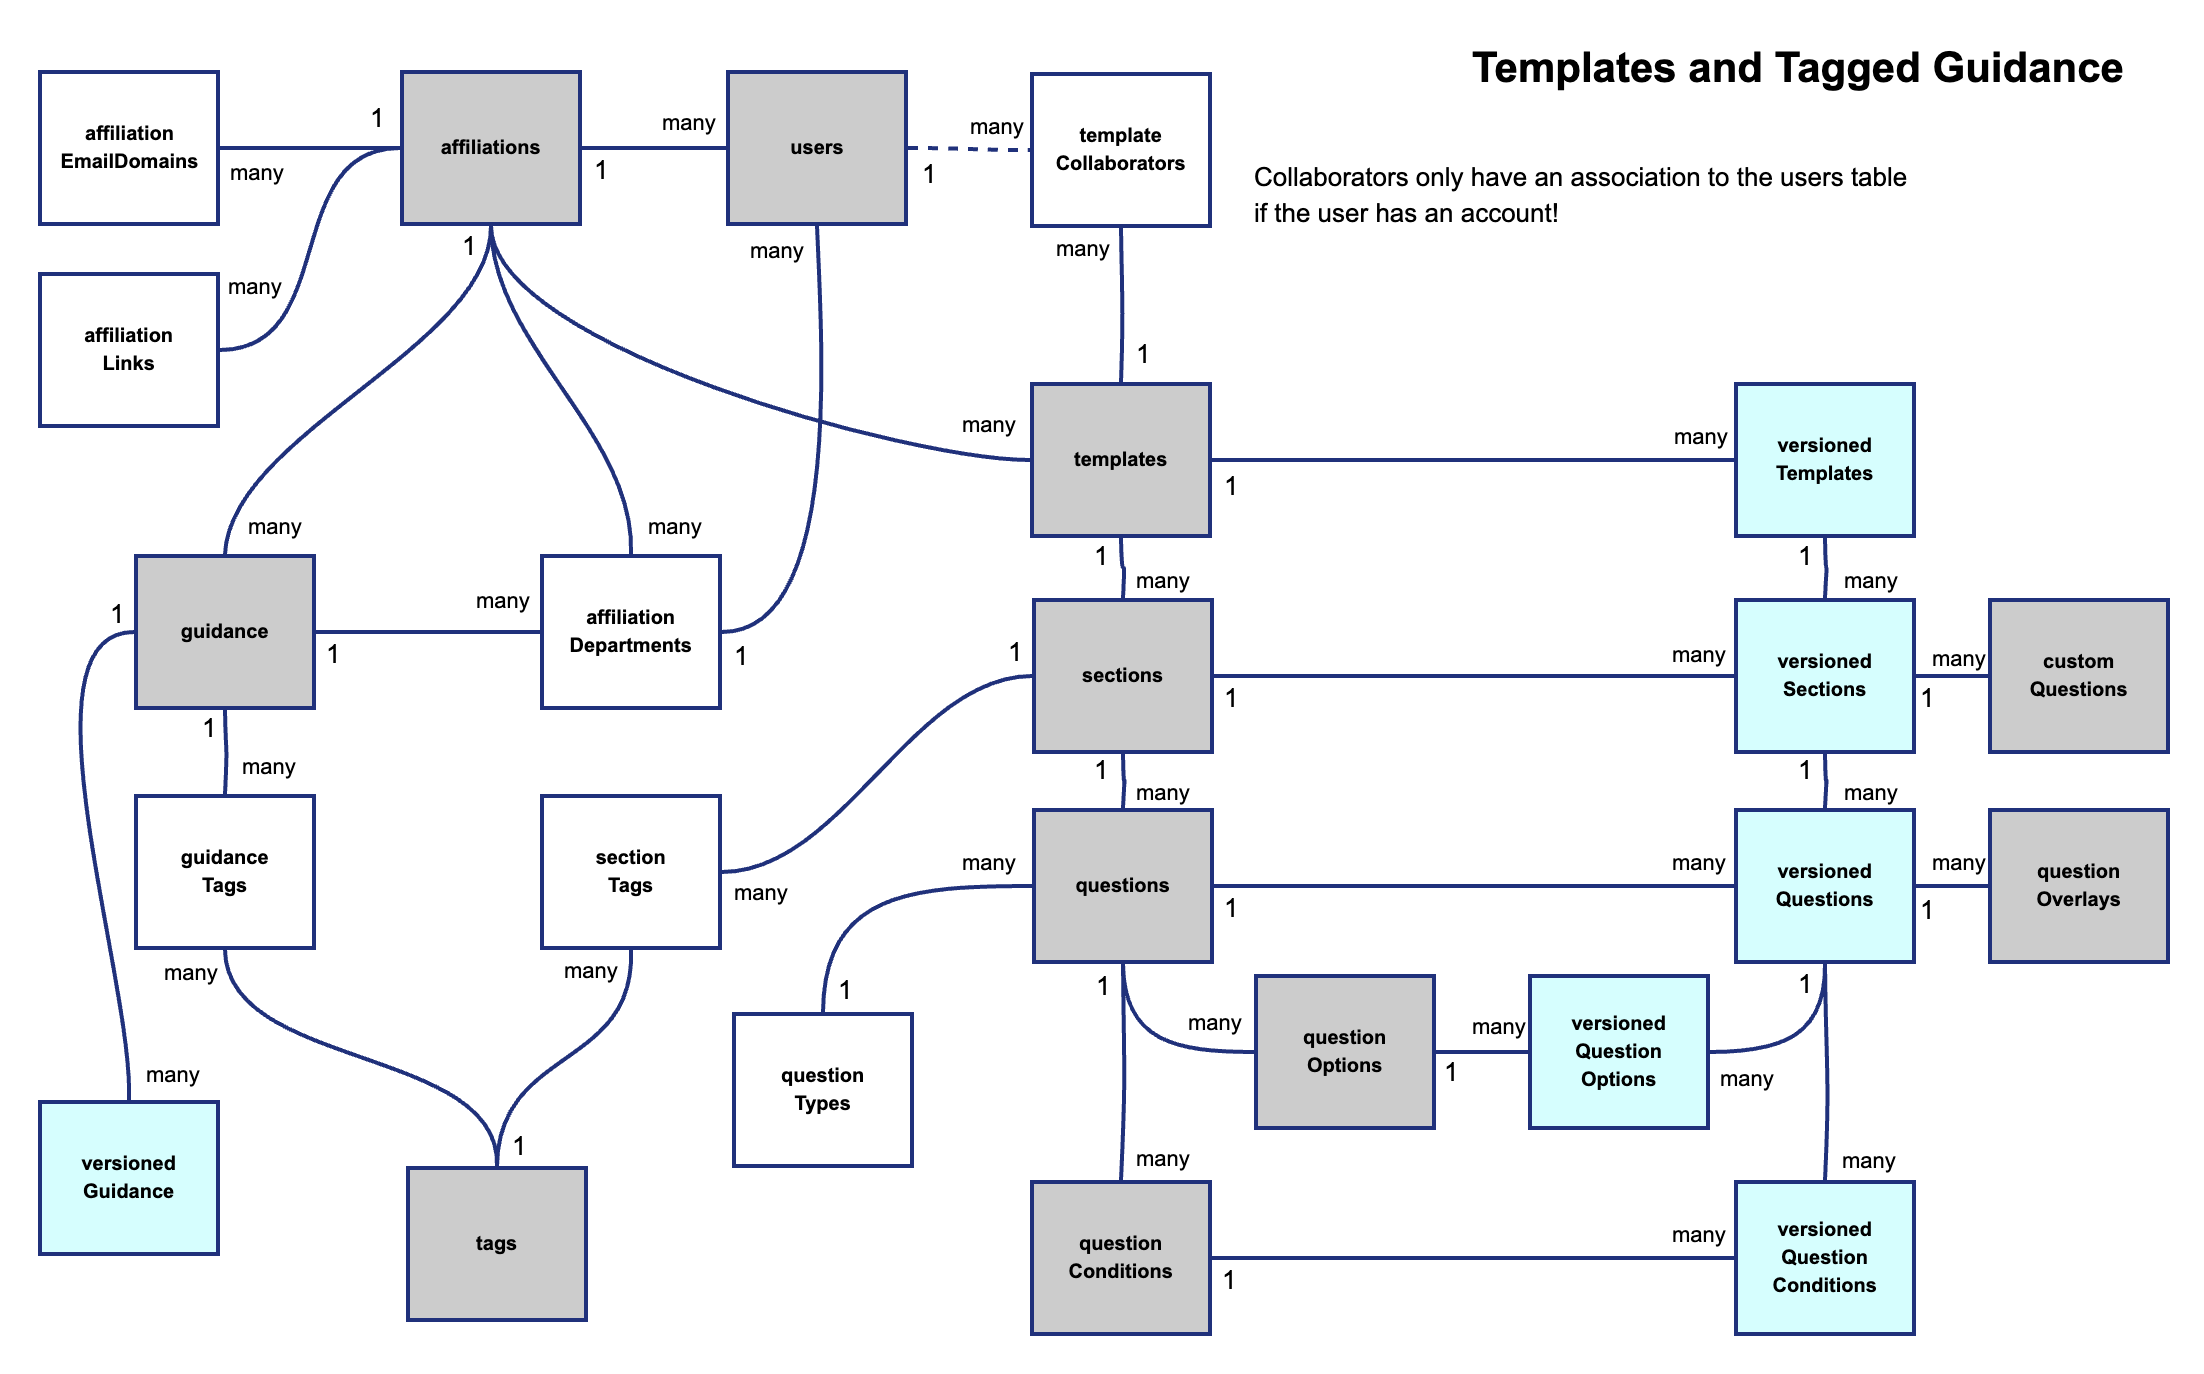 Templates and Tagged Guidance
affiliation
EmailDomains
1
many
affiliations
many
1
users
many
1
template
Collaborators
Collaborators only have an association to the users table
if the user has an account!
affiliation
Links
many
1
many
many
1
many
templates
1
many
versioned
Templates
many
many
1
many
1
many
1
guidance
1
many
affiliation
Departments
1
1
sections
1
many
versioned
Sections
many
1
custom
Questions
1
many
1
many
1
many
guidance
Tags
section
Tags
many
many
questions
1
many
versioned
Questions
many
1
question
Overlays
many
many
1
question
Types
1
many
question
Options
1
many
versioned
Question
Options
many
1
many
versioned
Guidance
1
tags
many
question
Conditions
1
many
many
versioned
Question
Conditions